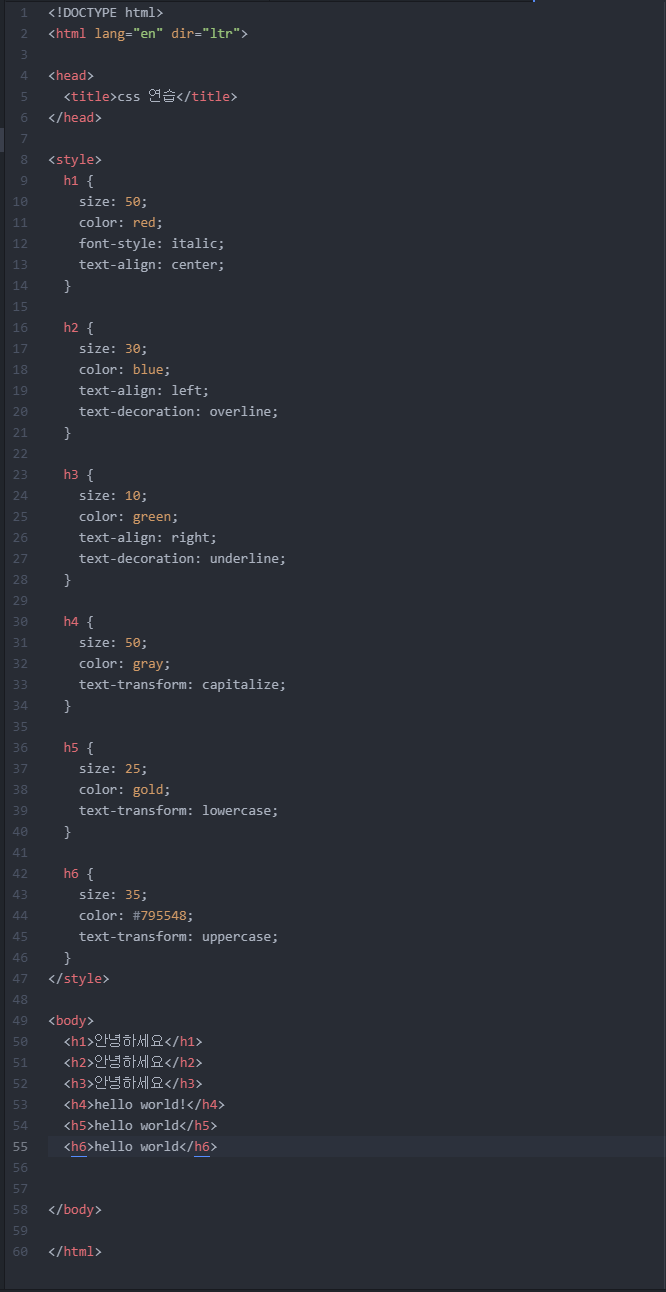 1 <!DOCTYPE html>
2 <html lang="en" dir="ltr">
3
4 <head>
5   <title>css 연습</title>
6 </head>
7
8 <style>
9   h1 {
10     size: 50;
11     color: red;
12     font-style: italic;
13     text-align: center;
14   }
15
16   h2 {
17     size: 30;
18     color: blue;
19     text-align: left;
20     text-decoration: overline;
21   }
22
23   h3 {
24     size: 10;
25     color: green;
26     text-align: right;
27     text-decoration: underline;
28   }
29
30   h4 {
31     size: 50;
32     color: gray;
33     text-transform: capitalize;
34   }
35
36   h5 {
37     size: 25;
38     color: gold;
39     text-transform: lowercase;
40   }
41
42   h6 {
43     size: 35;
44     color: #795548;
45     text-transform: uppercase;
46   }
47 </style>
48
49 <body>
50   <h1>안녕하세요</h1>
51   <h2>안녕하세요</h2>
52   <h3>안녕하세요</h3>
53   <h4>hello world!</h4>
54   <h5>hello world</h5>
55   <h6>hello world</h6>
56
57
58 </body>
59
60 </html>